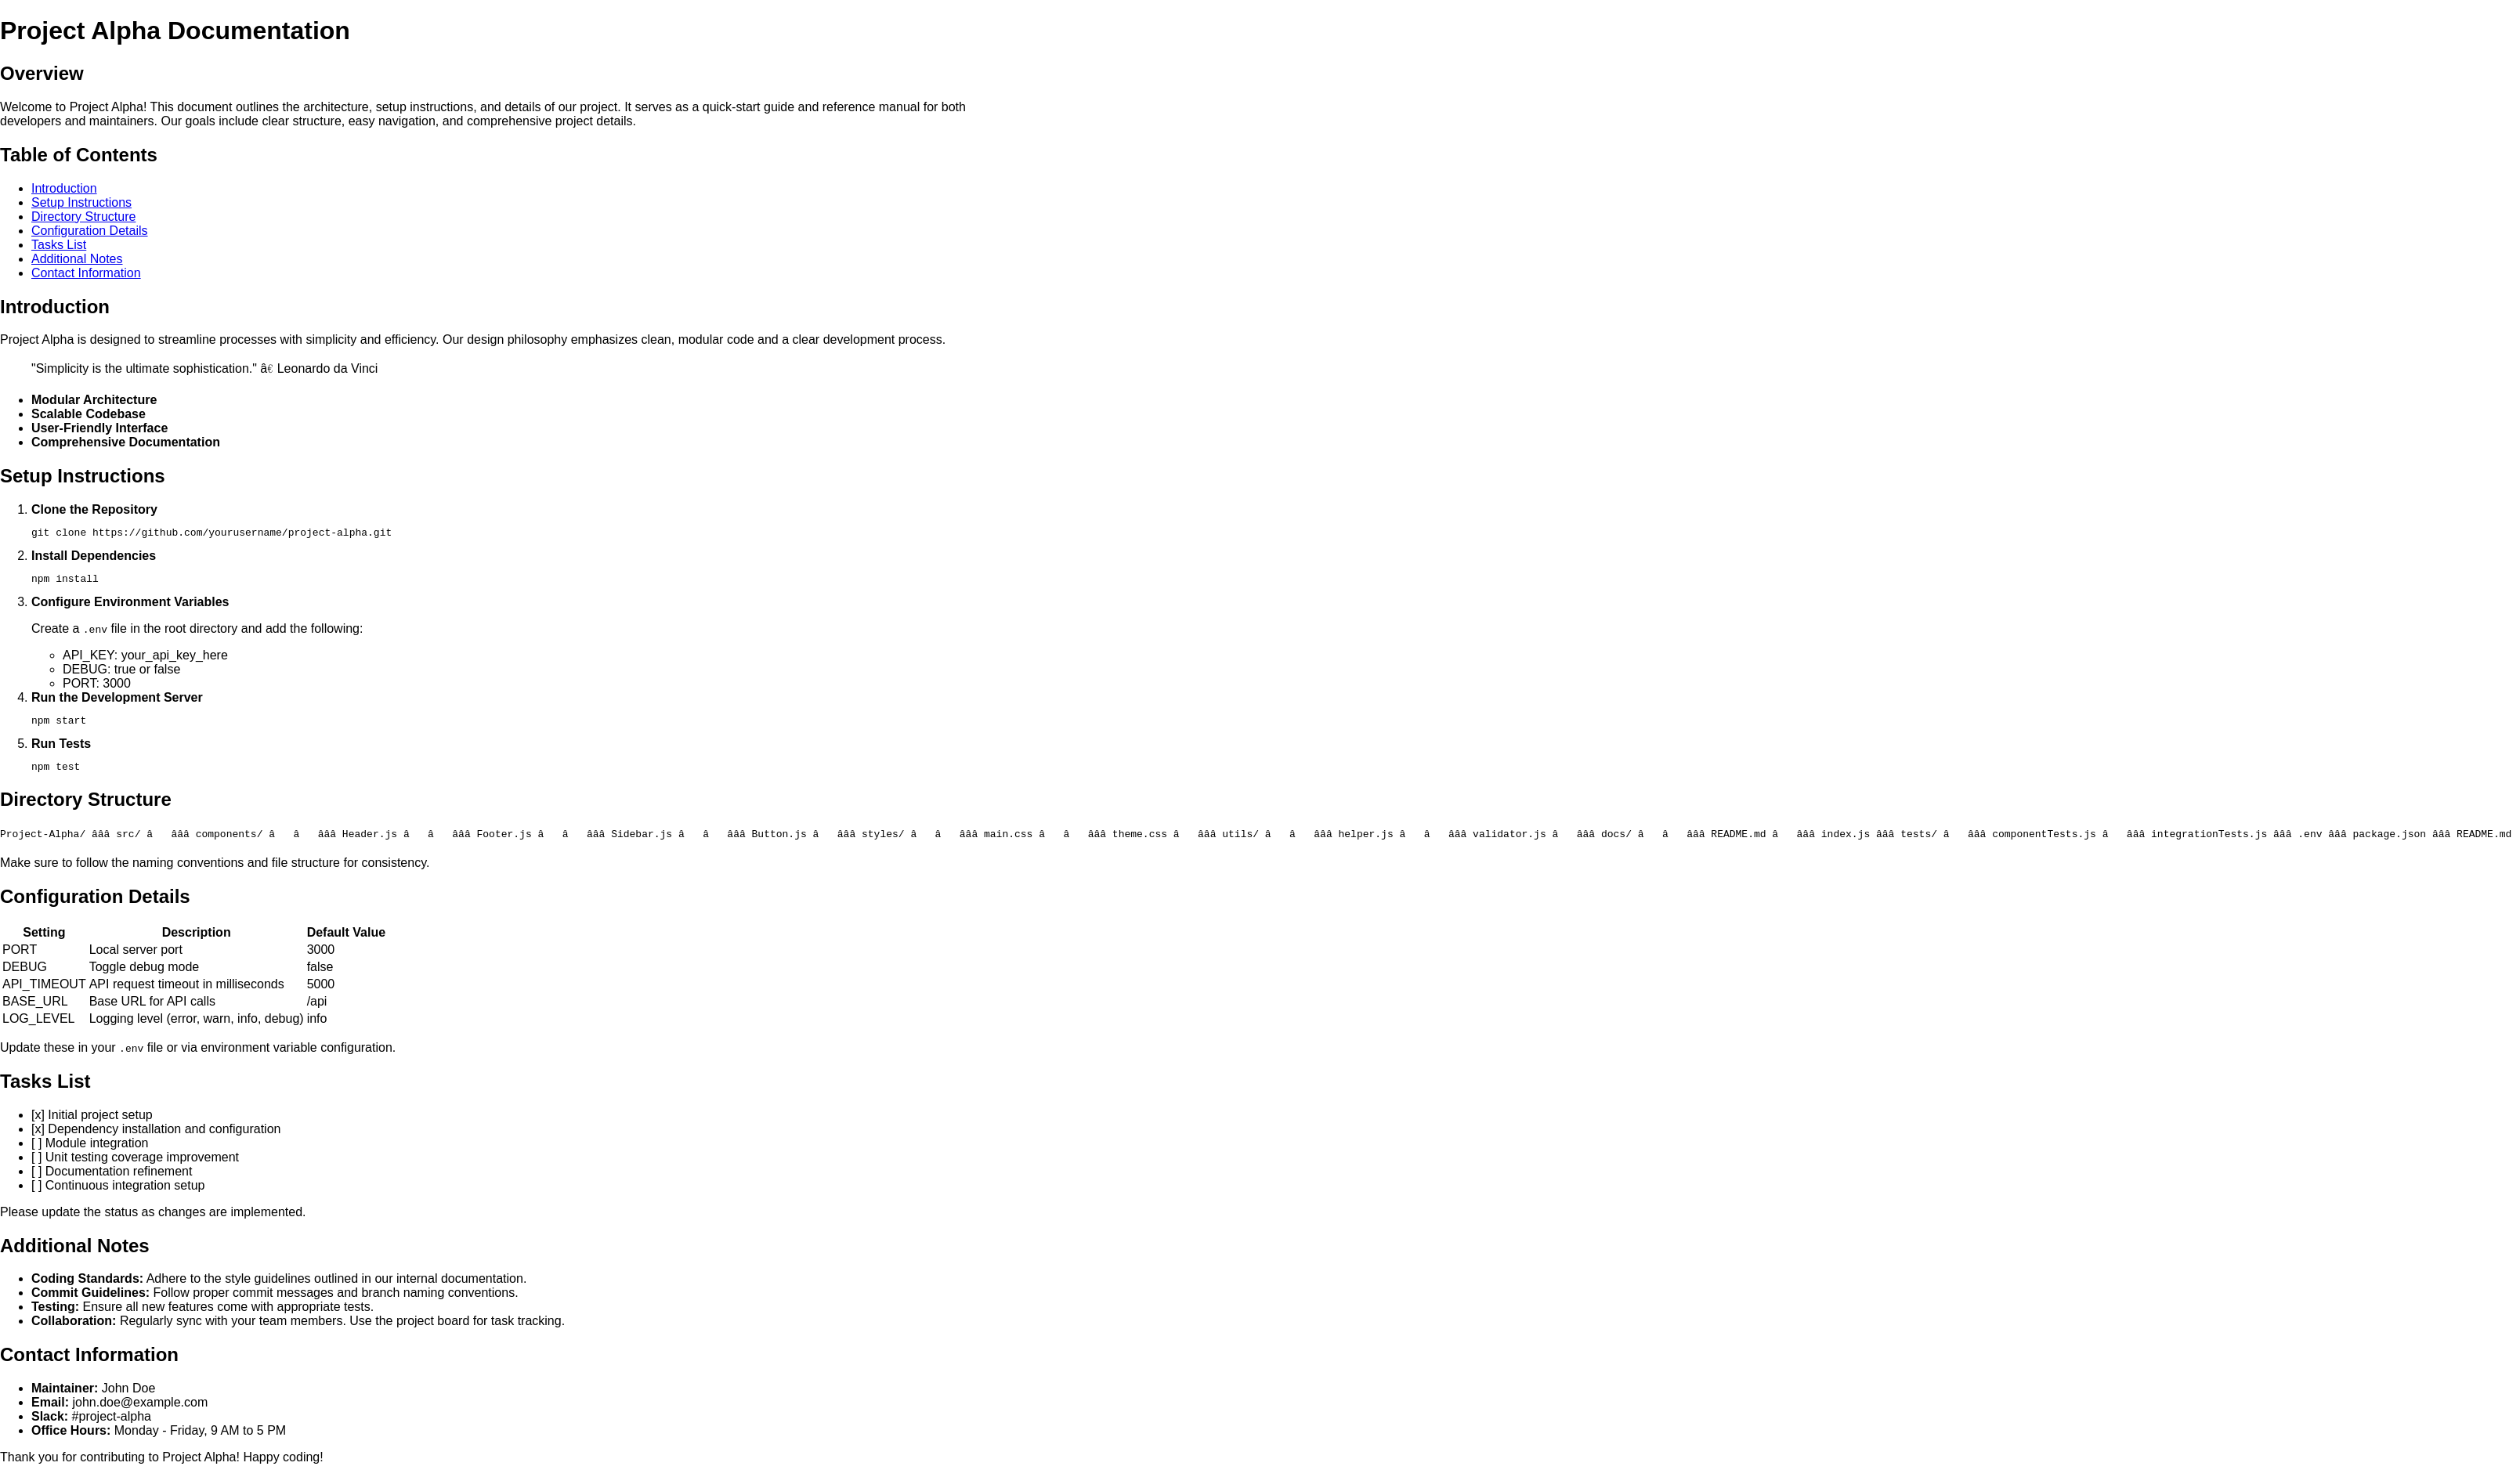 Project Alpha Documentation
Overview
Welcome to Project Alpha! This document outlines the architecture, setup instructions, and details of our project. It serves as a quick-start guide and reference manual for both
developers and maintainers. Our goals include clear structure, easy navigation, and comprehensive project details.
Table of Contents
• Introduction
• Setup Instructions
• Directory Structure
• Configuration Details
• Tasks List
• Additional Notes
• Contact Information
Introduction
Project Alpha is designed to streamline processes with simplicity and efficiency. Our design philosophy emphasizes clean, modular code and a clear development process.
"Simplicity is the ultimate sophistication." â€ Leonardo da Vinci
• Modular Architecture
• Scalable Codebase
• User-Friendly Interface
• Comprehensive Documentation
Setup Instructions
1. Clone the Repository
git clone https://github.com/yourusername/project-alpha.git
2. Install Dependencies
npm install
3. Configure Environment Variables
Create a .env file in the root directory and add the following:
◦ API_KEY: your_api_key_here
◦ DEBUG: true or false
◦ PORT: 3000
4. Run the Development Server
npm start
5. Run Tests
npm test
Directory Structure
Project-Alpha/ âââ src/ â   âââ components/ â   â   âââ Header.js â   â   âââ Footer.js â   â   âââ Sidebar.js â   â   âââ Button.js â   âââ styles/ â   â   âââ main.css â   â   âââ theme.css â   âââ utils/ â   â   âââ helper.js â   â   âââ validator.js â   âââ docs/ â   â   âââ README.md â   âââ index.js âââ tests/ â   âââ componentTests.js â   âââ integrationTests.js âââ .env âââ package.json âââ README.md
Make sure to follow the naming conventions and file structure for consistency.
Configuration Details
Setting Description Default Value
PORT Local server port 3000
DEBUG Toggle debug mode false
API_TIMEOUT API request timeout in milliseconds 5000
BASE_URL Base URL for API calls /api
LOG_LEVEL Logging level (error, warn, info, debug) info
Update these in your .env file or via environment variable configuration.
Tasks List
• [x] Initial project setup
• [x] Dependency installation and configuration
• [ ] Module integration
• [ ] Unit testing coverage improvement
• [ ] Documentation refinement
• [ ] Continuous integration setup
Please update the status as changes are implemented.
Additional Notes
• Coding Standards: Adhere to the style guidelines outlined in our internal documentation.
• Commit Guidelines: Follow proper commit messages and branch naming conventions.
• Testing: Ensure all new features come with appropriate tests.
• Collaboration: Regularly sync with your team members. Use the project board for task tracking.
Contact Information
• Maintainer: John Doe
• Email: john.doe@example.com
• Slack: #project-alpha
• Office Hours: Monday - Friday, 9 AM to 5 PM
Thank you for contributing to Project Alpha! Happy coding!